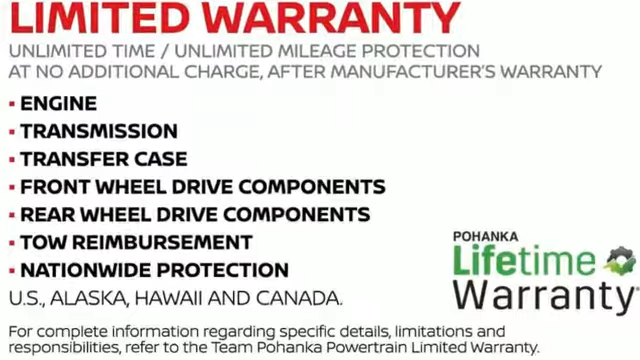 LIMITED WARRANTY
UNLIMITED TIME / UNLIMITED MILEAGE PROTECTION
AT NO ADDITIONAL CHARGE, AFTER MANUFACTURER'S WARRANTY
▪ ENGINE
▪ TRANSMISSION
▪ TRANSFER CASE
▪ FRONT WHEEL DRIVE COMPONENTS
▪ REAR WHEEL DRIVE COMPONENTS
▪ TOW REIMBURSEMENT
▪ NATIONWIDE PROTECTION
U.S., ALASKA, HAWAII AND CANADA.
POHANKA
Lifetime
Warranty
For complete information regarding specific details, limitations and
responsibilities, refer to the Team Pohanka Powertrain Limited Warranty.